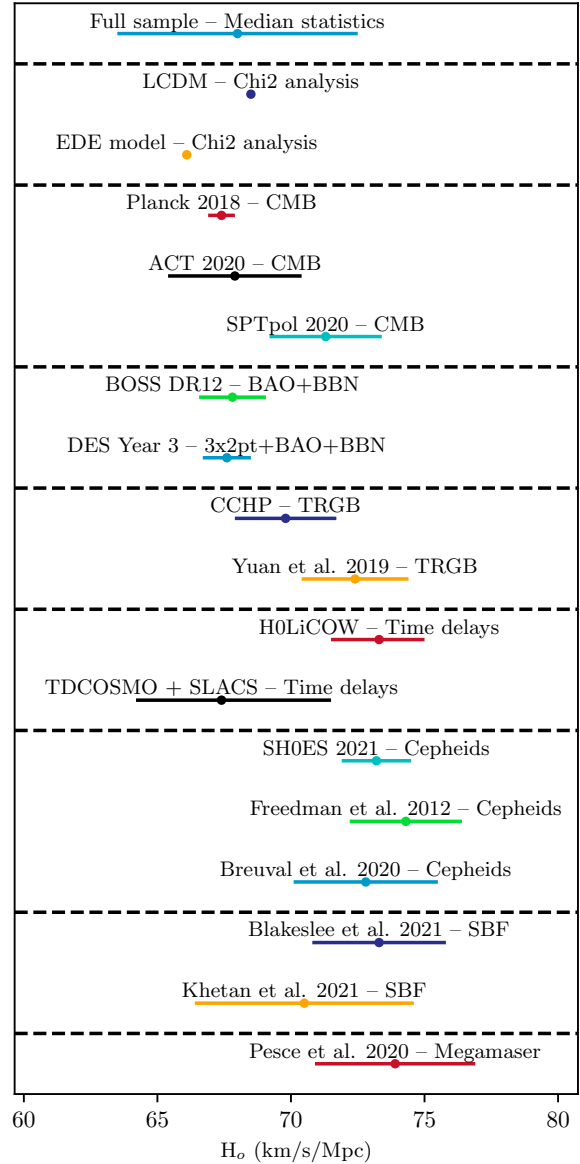 Full sample – Median statistics
LCDM – Chi2 analysis
EDE model – Chi2 analysis
Planck 2018 – CMB
ACT 2020 – CMB
SPTpol 2020 – CMB
BOSS DR12 – BAO+BBN
DES Year 3 – 3x2pt+BAO+BBN
CCHP – TRGB
Yuan et al. 2019 – TRGB
H0LiCOW – Time delays
TDCOSMO + SLACS – Time delays
SH0ES 2021 – Cepheids
Freedman et al. 2012 – Cepheids
Breuval et al. 2020 – Cepheids
Blakeslee et al. 2021 – SBF
Khetan et al. 2021 – SBF
Pesce et al. 2020 – Megamaser
60 65 70 75 80
H₀ (km/s/Mpc)